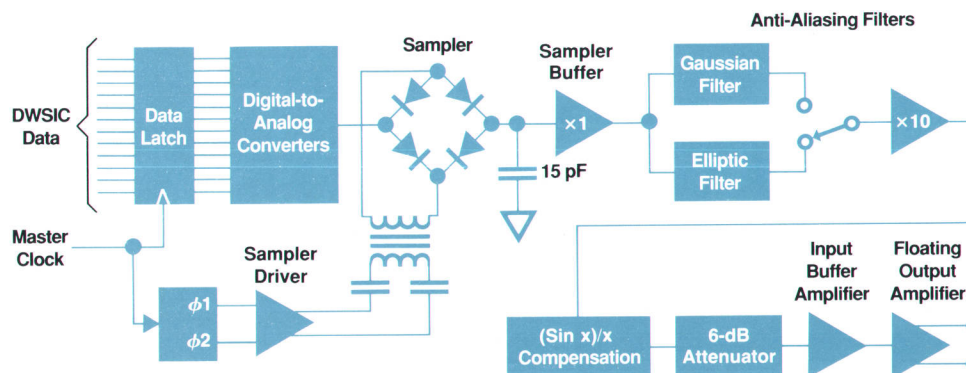 Anti-Aliasing Filters
Sampler
Sampler
Buffer
Gaussian
Filter
DWSIC
Data
Data
Latch
Digital-to-
Analog
Converters
×1
×10
Elliptic
Filter
15 pF
Master
Clock
Sampler
Driver
ϕ1
ϕ2
Input
Buffer
Amplifier
Floating
Output
Amplifier
(Sin x)/x
Compensation
6-dB
Attenuator